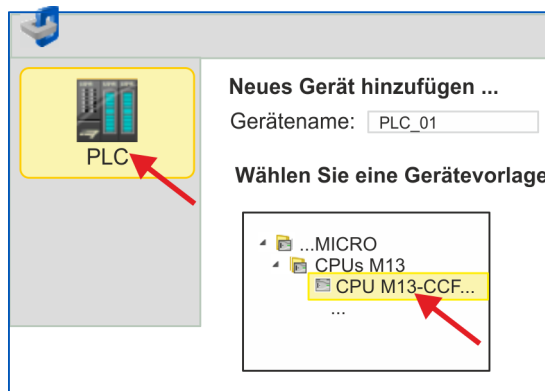 PLC
Neues Gerät hinzufügen ...
Gerätename: PLC_01
Wählen Sie eine Gerätevorlage
...MICRO
CPUs M13
CPU M13-CCF...
...